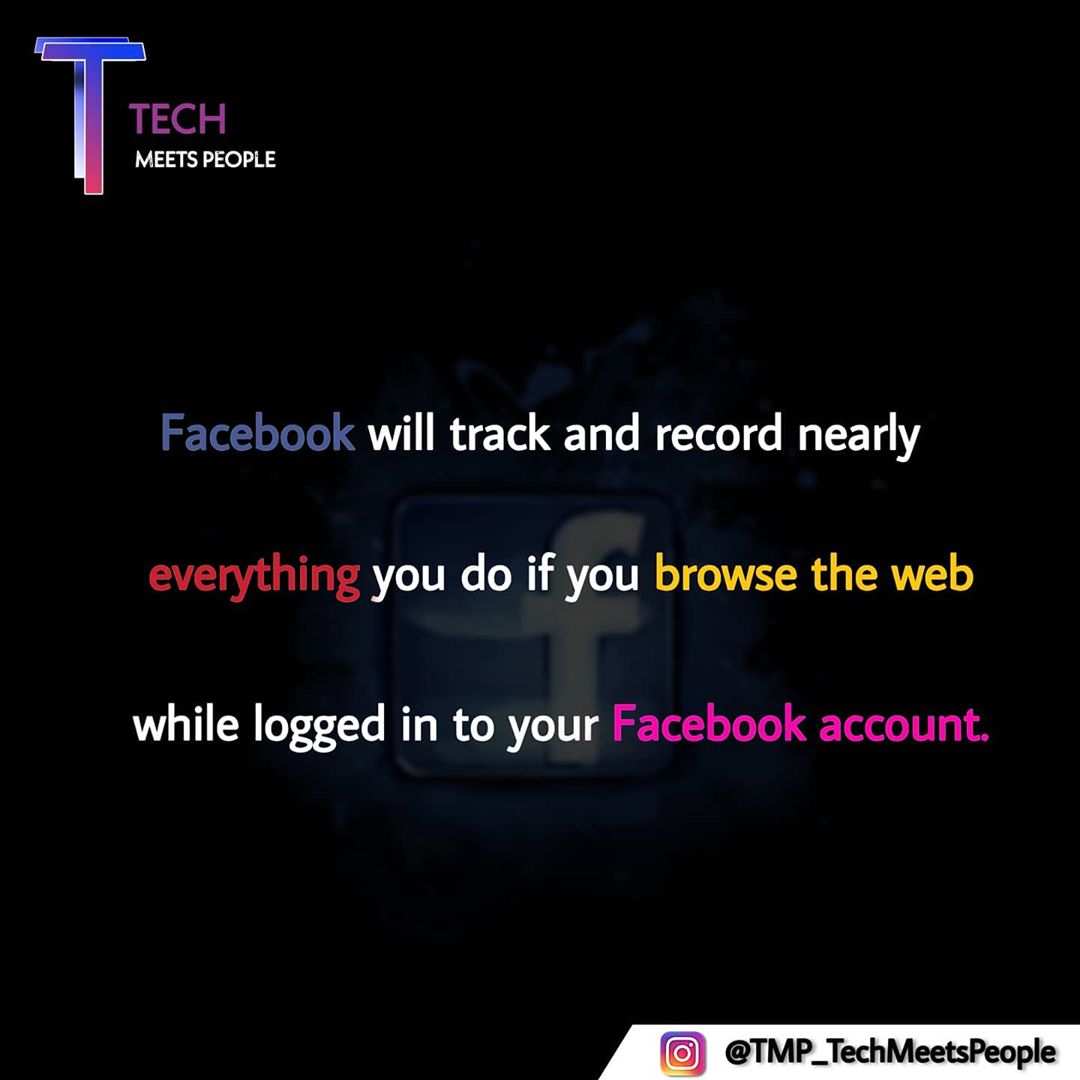 T
TECH
MEETS PEOPLE
Facebook will track and record nearly
everything you do if you browse the web
while logged in to your Facebook account.
f
@TMP_TechMeetsPeople